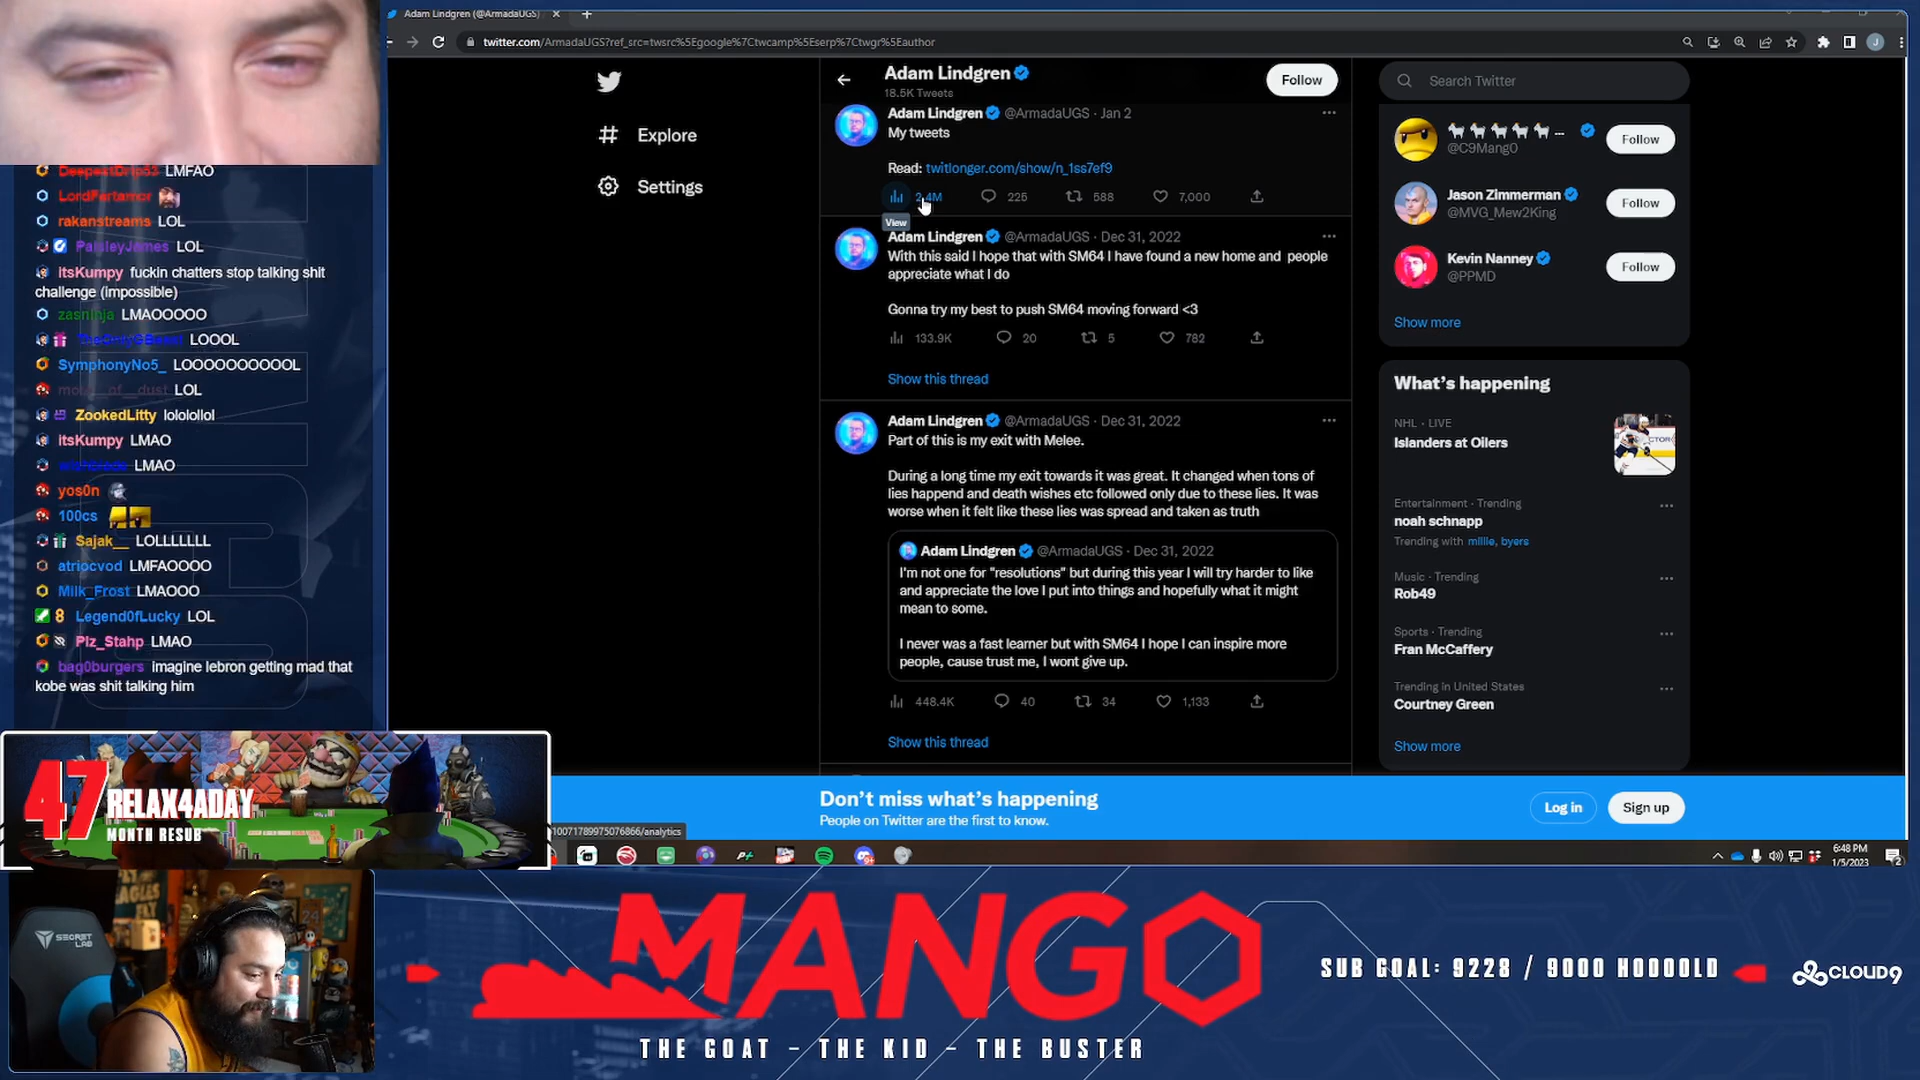 Adam Lindgren (@ArmadaUGS)
twitter.com/ArmadaUGS?ref_src=twsrc%5Egoogle%7Ctwcamp%5Eserp%7Ctwgr%5Eauthor
Explore
Settings
Adam Lindgren
18.5K Tweets
Follow
Adam Lindgren @ArmadaUGS · Jan 2
My tweets
Read: twitlonger.com/show/n_1ss7ef9
2.4M 225 588 7,000
View
Adam Lindgren @ArmadaUGS · Dec 31, 2022
With this said I hope that with SM64 I have found a new home and people
appreciate what I do
Gonna try my best to push SM64 moving forward <3
133.9K 20 5 782
Show this thread
Adam Lindgren @ArmadaUGS · Dec 31, 2022
Part of this is my exit with Melee.
During a long time my exit towards it was great. It changed when tons of
lies happend and death wishes etc followed only due to these lies. It was
worse when it felt like these lies was spread and taken as truth
Adam Lindgren @ArmadaUGS · Dec 31, 2022
I'm not one for "resolutions" but during this year I will try harder to like
and appreciate the love I put into things and hopefully what it might
mean to some.
I never was a fast learner but with SM64 I hope I can inspire more
people, cause trust me, I wont give up.
448.4K 40 34 1,133
Show this thread
Search Twitter
@C9Mang0
Follow
Jason Zimmerman
@MVG_Mew2King
Follow
Kevin Nanney
@PPMD
Follow
Show more
What's happening
NHL · LIVE
Islanders at Oilers
Entertainment · Trending
noah schnapp
Trending with millie, byers
Music · Trending
Rob49
Sports · Trending
Fran McCaffery
Trending in United States
Courtney Green
Show more
Don't miss what's happening
People on Twitter are the first to know.
Log in
Sign up
100717899750768​66/analytics
6:48 PM
1/5/2023
DeepestDrip53 LMFAO
LordFertamor
rakanstreams LOL
PaisleyJames LOL
itsKumpy fuckin chatters stop talking shit
challenge (impossible)
zasninja LMAOOOOO
LOOOL
SymphonyNo5_ LOOOOOOOOOOL
LOL
ZookedLitty lololollol
itsKumpy LMAO
LMAO
yos0n
100cs
Sajak__ LOLLLLLLL
atriocvod LMFAOOOO
Milk_Frost LMAOOO
Legend0fLucky LOL
Plz_Stahp LMAO
bag0burgers imagine lebron getting mad that
kobe was shit talking him
47
RELAX4ADAY
MONTH RESUB
SECRET
LAB
MANGO
THE GOAT - THE KID - THE BUSTER
SUB GOAL: 9228 / 9000 HOOOOLD
CLOUD9